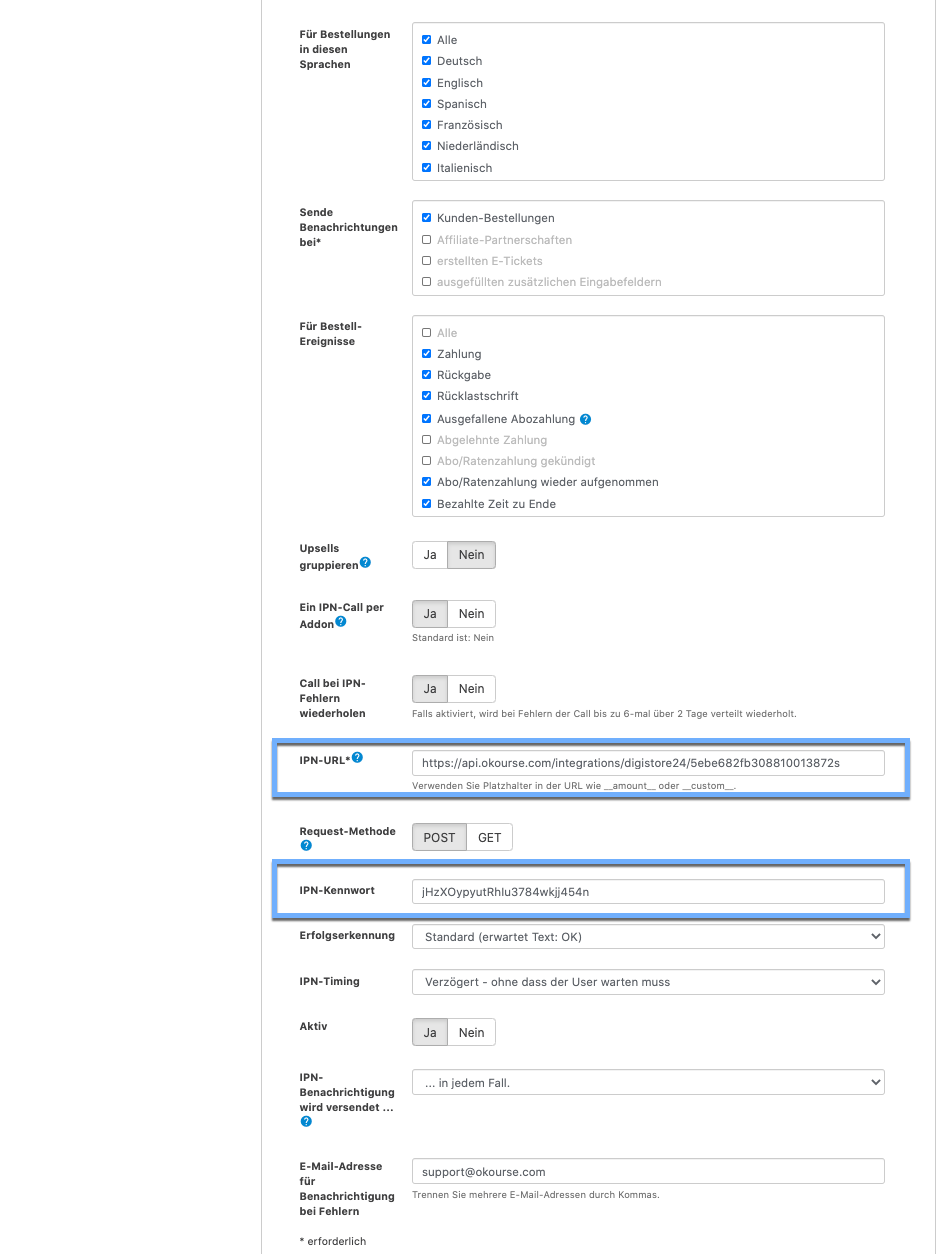 Für Bestellungen
in diesen
Sprachen
Alle
Deutsch
Englisch
Spanisch
Französisch
Niederländisch
Italienisch
Sende
Benachrichtungen
bei*
Kunden-Bestellungen
Affiliate-Partnerschaften
erstellten E-Tickets
ausgefüllten zusätzlichen Eingabefeldern
Für Bestell-
Ereignisse
Alle
Zahlung
Rückgabe
Rücklastschrift
Ausgefallene Abozahlung ?
Abgelehnte Zahlung
Abo/Ratenzahlung gekündigt
Abo/Ratenzahlung wieder aufgenommen
Bezahlte Zeit zu Ende
Upsells
gruppieren ?
Ja Nein
Ein IPN-Call per
Addon ?
Ja Nein
Standard ist: Nein
Call bei IPN-
Fehlern
wiederholen
Ja Nein
Falls aktiviert, wird bei Fehlern der Call bis zu 6-mal über 2 Tage verteilt wiederholt.
IPN-URL* ?
https://api.okourse.com/integrations/digistore24/5ebe682fb308810013872s
Verwenden Sie Platzhalter in der URL wie __amount__ oder __custom__.
Request-Methode
?
POST GET
IPN-Kennwort
jHzXOypyutRhlu3784wkjj454n
Erfolgserkennung
Standard (erwartet Text: OK)
IPN-Timing
Verzögert - ohne dass der User warten muss
Aktiv
Ja Nein
IPN-
Benachrichtigung
wird versendet ...
?
... in jedem Fall.
E-Mail-Adresse
für
Benachrichtigung
bei Fehlern
support@okourse.com
Trennen Sie mehrere E-Mail-Adressen durch Kommas.
* erforderlich